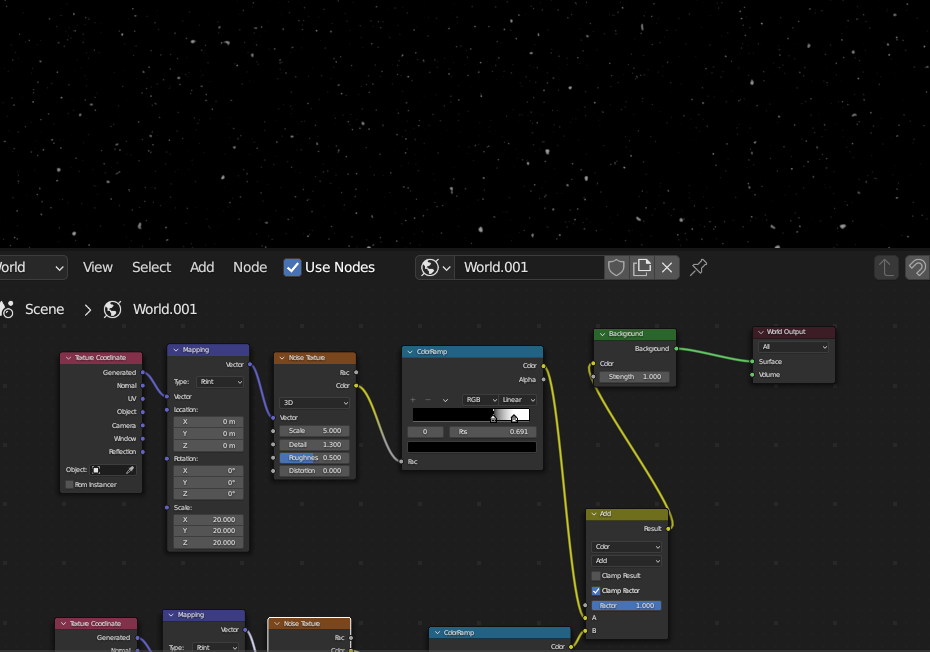 orld View Select Add Node Use Nodes World.001
Scene > World.001
Texture Coordinate
Generated
Normal
UV
Object
Camera
Window
Reflection
Object:
From Instancer
Mapping
Vector
Type: Point
Vector
Location:
X 0 m
Y 0 m
Z 0 m
Rotation:
X 0°
Y 0°
Z 0°
Scale:
X 20.000
Y 20.000
Z 20.000
Noise Texture
Fac
Color
3D
Vector
Scale 5.000
Detail 1.300
Roughness 0.500
Distortion 0.000
ColorRamp
Color
Alpha
RGB Linear
0 Pos 0.691
Fac
Background
Background
Color
Strength 1.000
World Output
All
Surface
Volume
Add
Result
Color
Add
Clamp Result
Clamp Factor
Factor 1.000
A
B
Texture Coordinate
Generated
Normal
Mapping
Vector
Type: Point
Noise Texture
Fac
Color
ColorRamp
Color